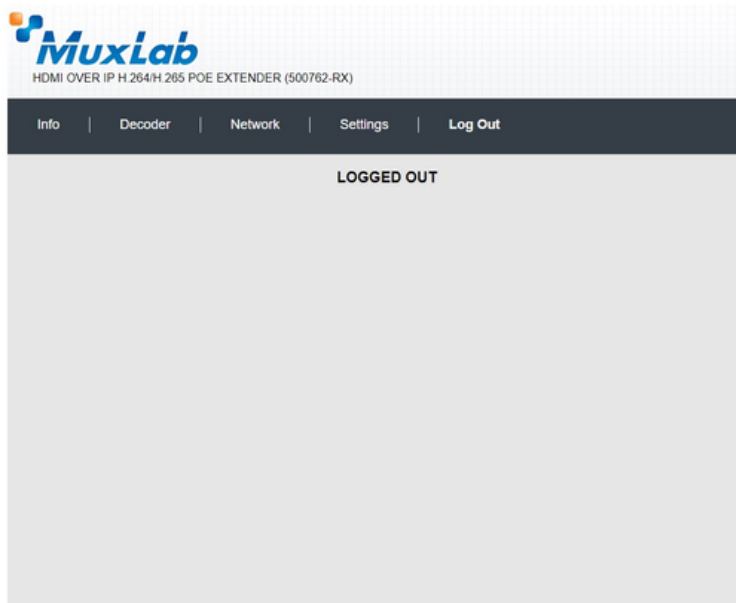 MuxLab
HDMI OVER IP H.264/H.265 POE EXTENDER (500762-RX)
Info | Decoder | Network | Settings | Log Out
LOGGED OUT